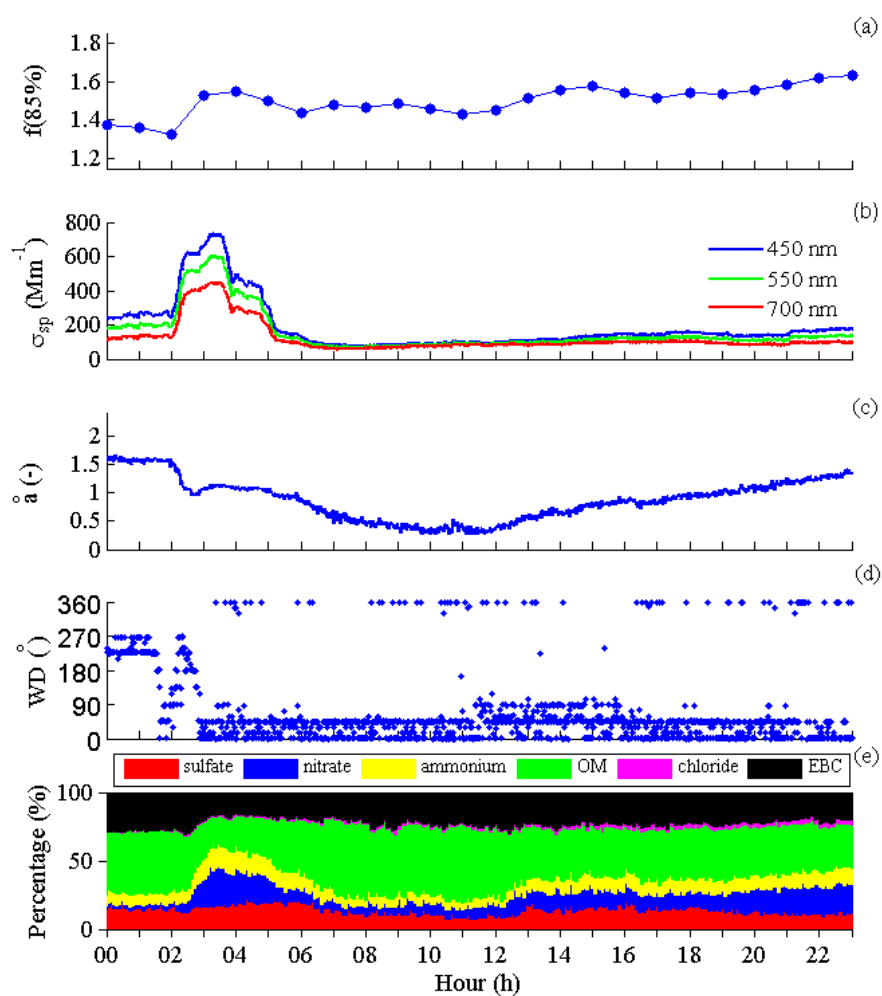 (a)
1.8
1.6
1.4
1.2
f(85%)
(b)
800
600
400
200
0
σsp (Mm-1)
450 nm
550 nm
700 nm
(c)
2
1.5
1
0.5
0
å (-)
(d)
360
270
180
90
0
WD (°)
sulfate nitrate ammonium OM chloride EBC
(e)
100
50
0
Percentage (%)
00 02 04 06 08 10 12 14 16 18 20 22
Hour (h)